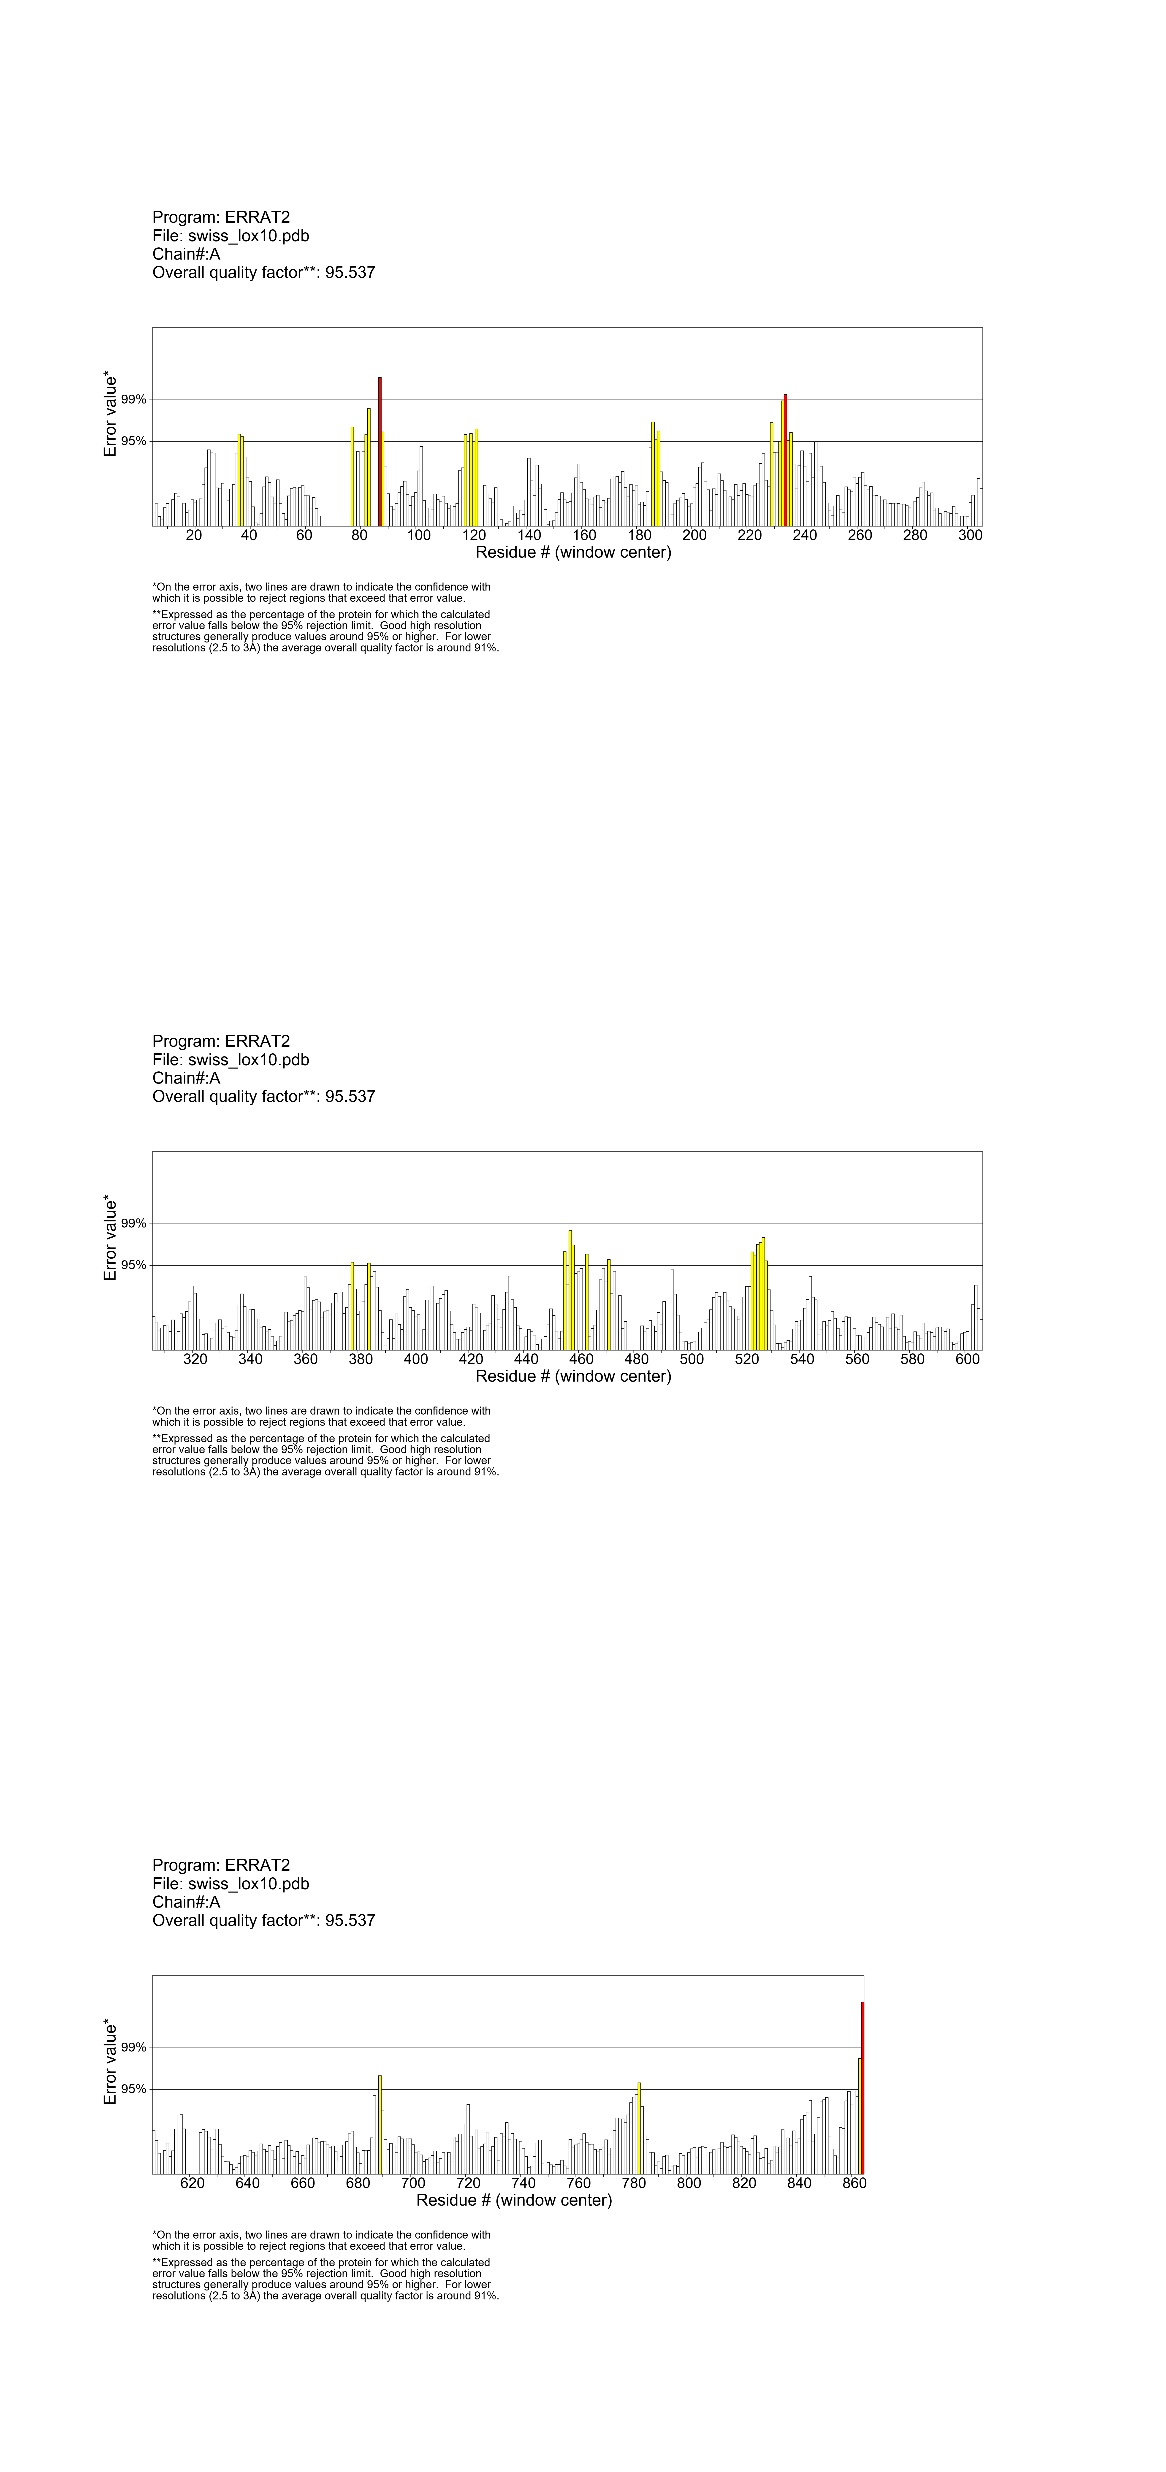 Program: ERRAT2
File: swiss_lox10.pdb
Chain#:A
Overall quality factor**: 95.537
Error value*
99%
95%
20 40 60 80 100 120 140 160 180 200 220 240 260 280 300
Residue # (window center)
*On the error axis, two lines are drawn to indicate the confidence with
which it is possible to reject regions that exceed that error value.
**Expressed as the percentage of the protein for which the calculated
error value falls below the 95% rejection limit. Good high resolution
structures generally produce values around 95% or higher. For lower
resolutions (2.5 to 3A) the average overall quality factor is around 91%.
Program: ERRAT2
File: swiss_lox10.pdb
Chain#:A
Overall quality factor**: 95.537
Error value*
99%
95%
320 340 360 380 400 420 440 460 480 500 520 540 560 580 600
Residue # (window center)
*On the error axis, two lines are drawn to indicate the confidence with
which it is possible to reject regions that exceed that error value.
**Expressed as the percentage of the protein for which the calculated
error value falls below the 95% rejection limit. Good high resolution
structures generally produce values around 95% or higher. For lower
resolutions (2.5 to 3A) the average overall quality factor is around 91%.
Program: ERRAT2
File: swiss_lox10.pdb
Chain#:A
Overall quality factor**: 95.537
Error value*
99%
95%
620 640 660 680 700 720 740 760 780 800 820 840 860
Residue # (window center)
*On the error axis, two lines are drawn to indicate the confidence with
which it is possible to reject regions that exceed that error value.
**Expressed as the percentage of the protein for which the calculated
error value falls below the 95% rejection limit. Good high resolution
structures generally produce values around 95% or higher. For lower
resolutions (2.5 to 3A) the average overall quality factor is around 91%.